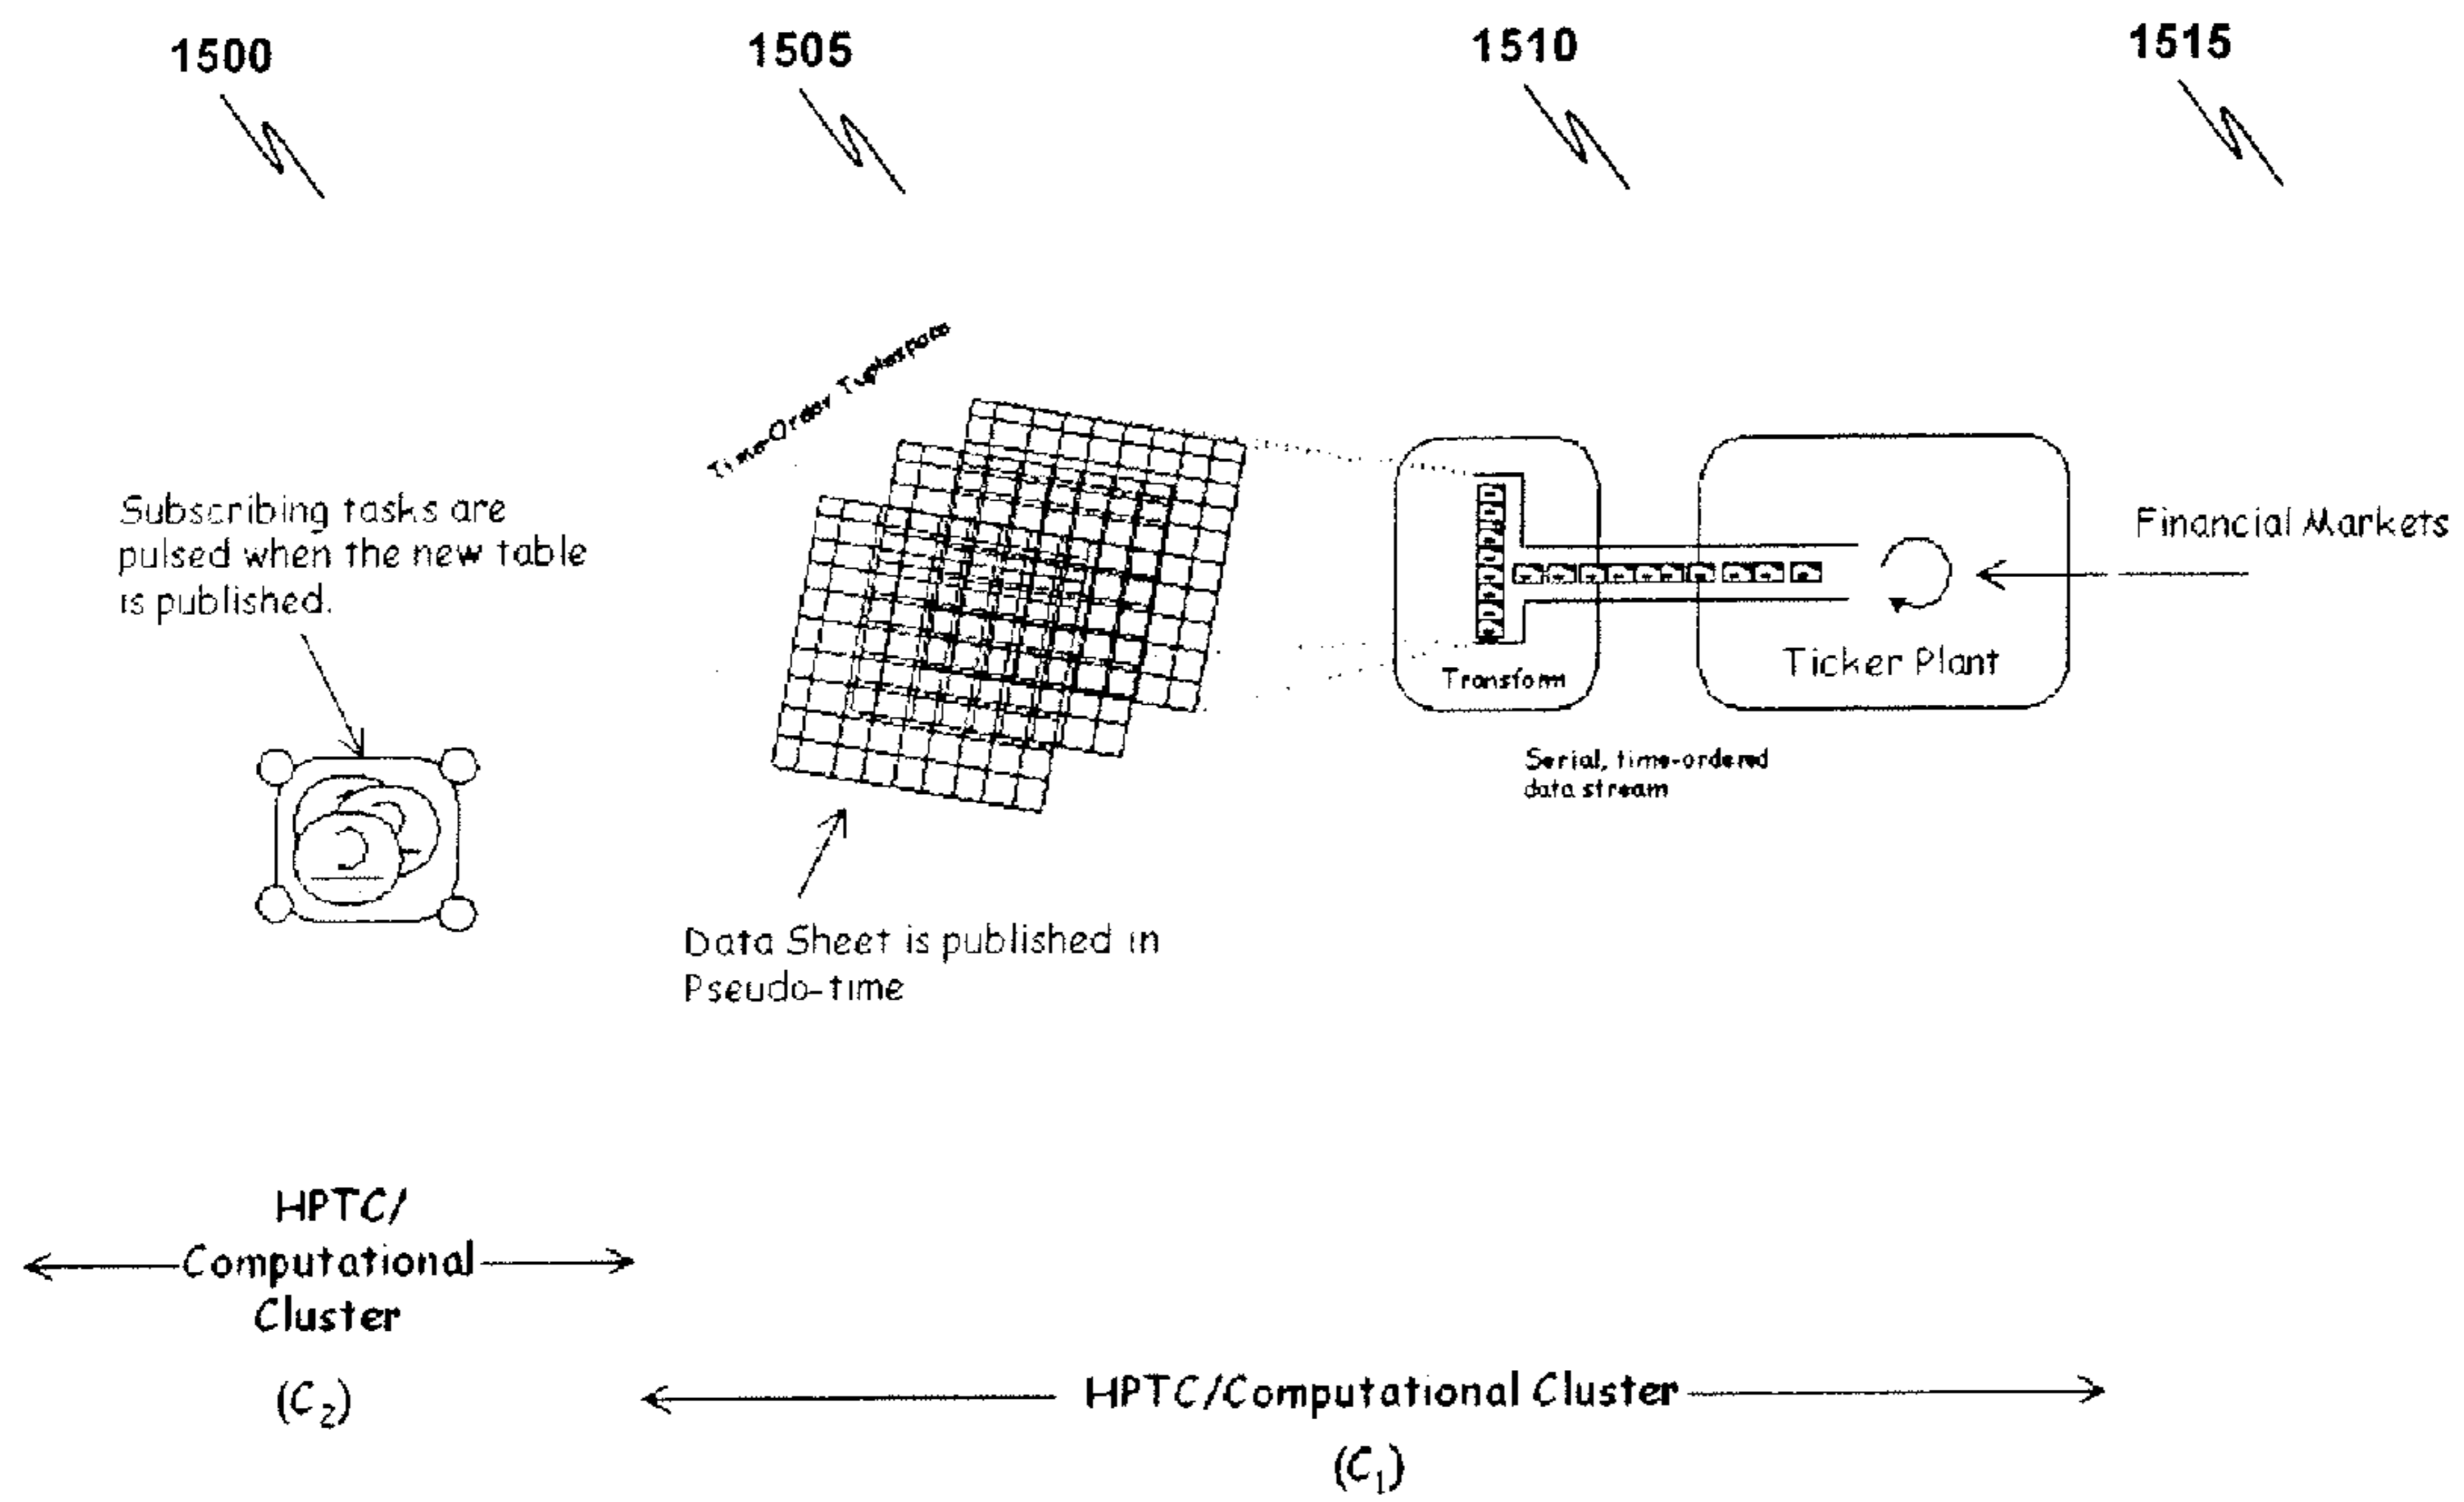 1500
1505
1510
1515
Time Order Tuplespace
Subscribing tasks are
pulsed when the new table
is published.
Financial Markets
Transform
Ticker Plant
Serial, time-ordered
data stream
Data Sheet is published in
Pseudo-time
HPTC/
Computational
Cluster
(C2)
HPTC/Computational Cluster
(C1)